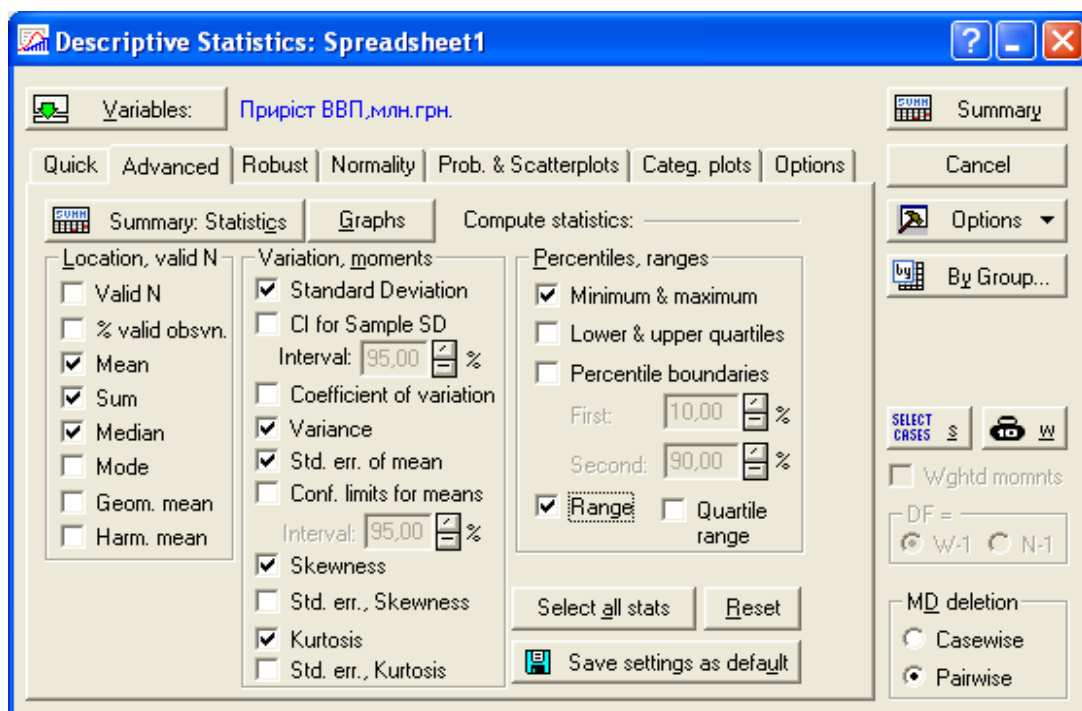 Descriptive Statistics: Spreadsheet1
Variables: Приріст ВВП,млн.грн.
Quick Advanced Robust Normality Prob. & Scatterplots Categ. plots Options
Summary: Statistics Graphs Compute statistics:
Location, valid N
Valid N
% valid obsvn.
Mean
Sum
Median
Mode
Geom. mean
Harm. mean
Variation, moments
Standard Deviation
CI for Sample SD
Interval: 95,00 %
Coefficient of variation
Variance
Std. err. of mean
Conf. limits for means
Interval: 95,00 %
Skewness
Std. err., Skewness
Kurtosis
Std. err., Kurtosis
Percentiles, ranges
Minimum & maximum
Lower & upper quartiles
Percentile boundaries
First: 10,00 %
Second: 90,00 %
Range Quartile
range
Select all stats Reset
Save settings as default
Summary
Cancel
Options
By Group...
SELECT
CASES S W
Wghtd momnts
DF =
W-1 N-1
MD deletion
Casewise
Pairwise